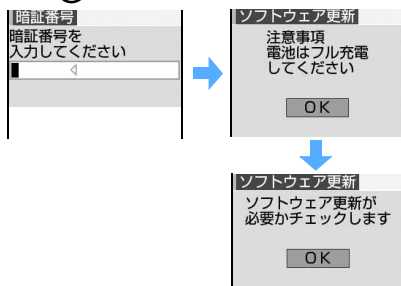 暗証番号
暗証番号を
入力してください
ソフトウェア更新
注意事項
電池はフル充電
してください
OK
ソフトウェア更新
ソフトウェア更新が
必要かチェックします
OK